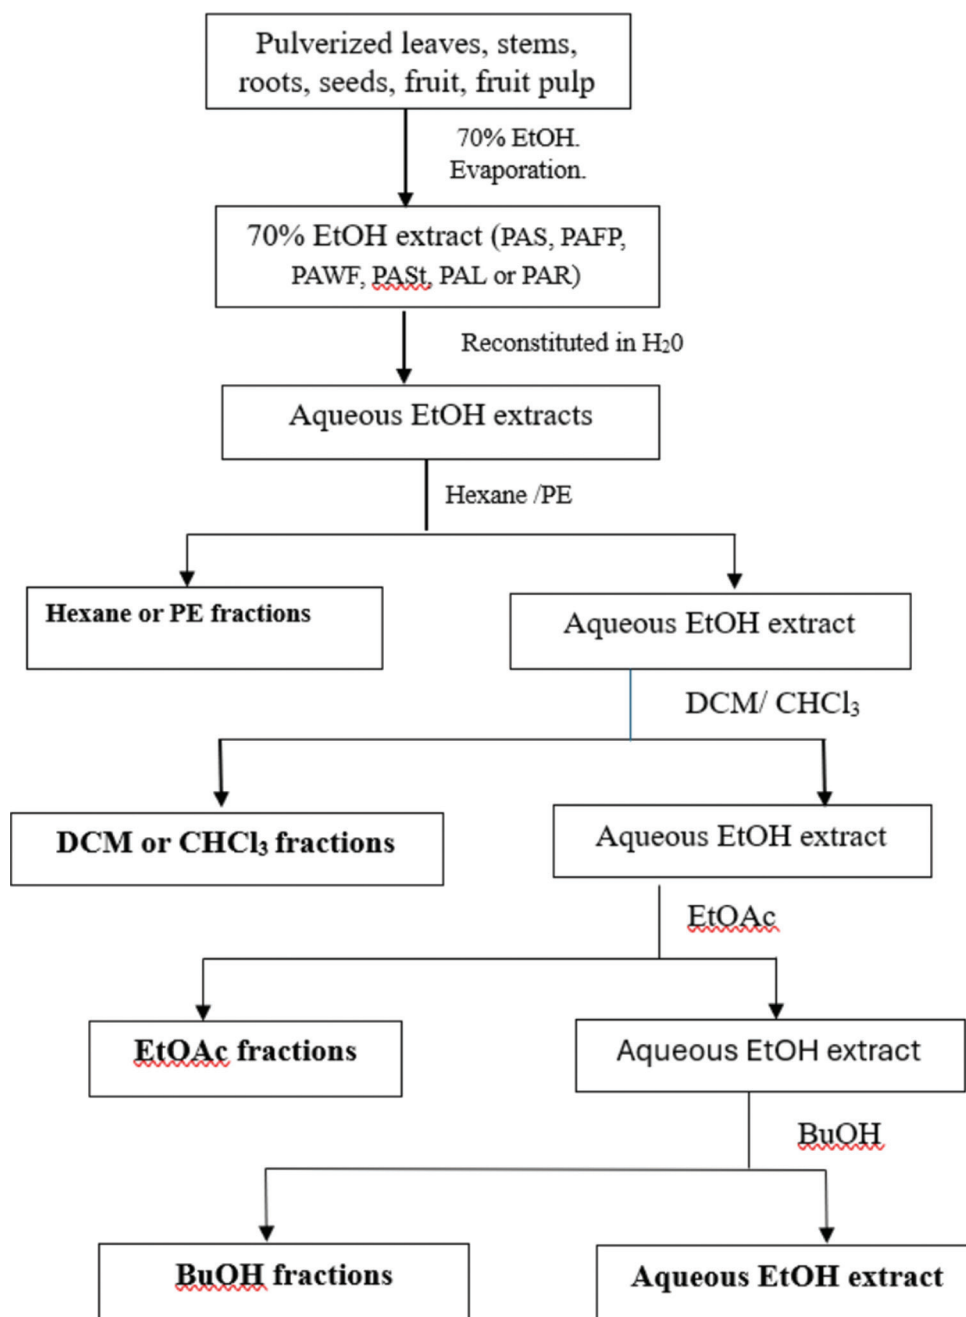 Pulverized leaves, stems,
roots, seeds, fruit, fruit pulp
70% EtOH.
Evaporation.
70% EtOH extract (PAS, PAFP,
PAWF, PASt, PAL or PAR)
Reconstituted in H₂0
Aqueous EtOH extracts
Hexane /PE
Hexane or PE fractions
Aqueous EtOH extract
DCM/ CHCl₃
DCM or CHCl₃ fractions
Aqueous EtOH extract
EtOAc
EtOAc fractions
Aqueous EtOH extract
BuOH
BuOH fractions
Aqueous EtOH extract